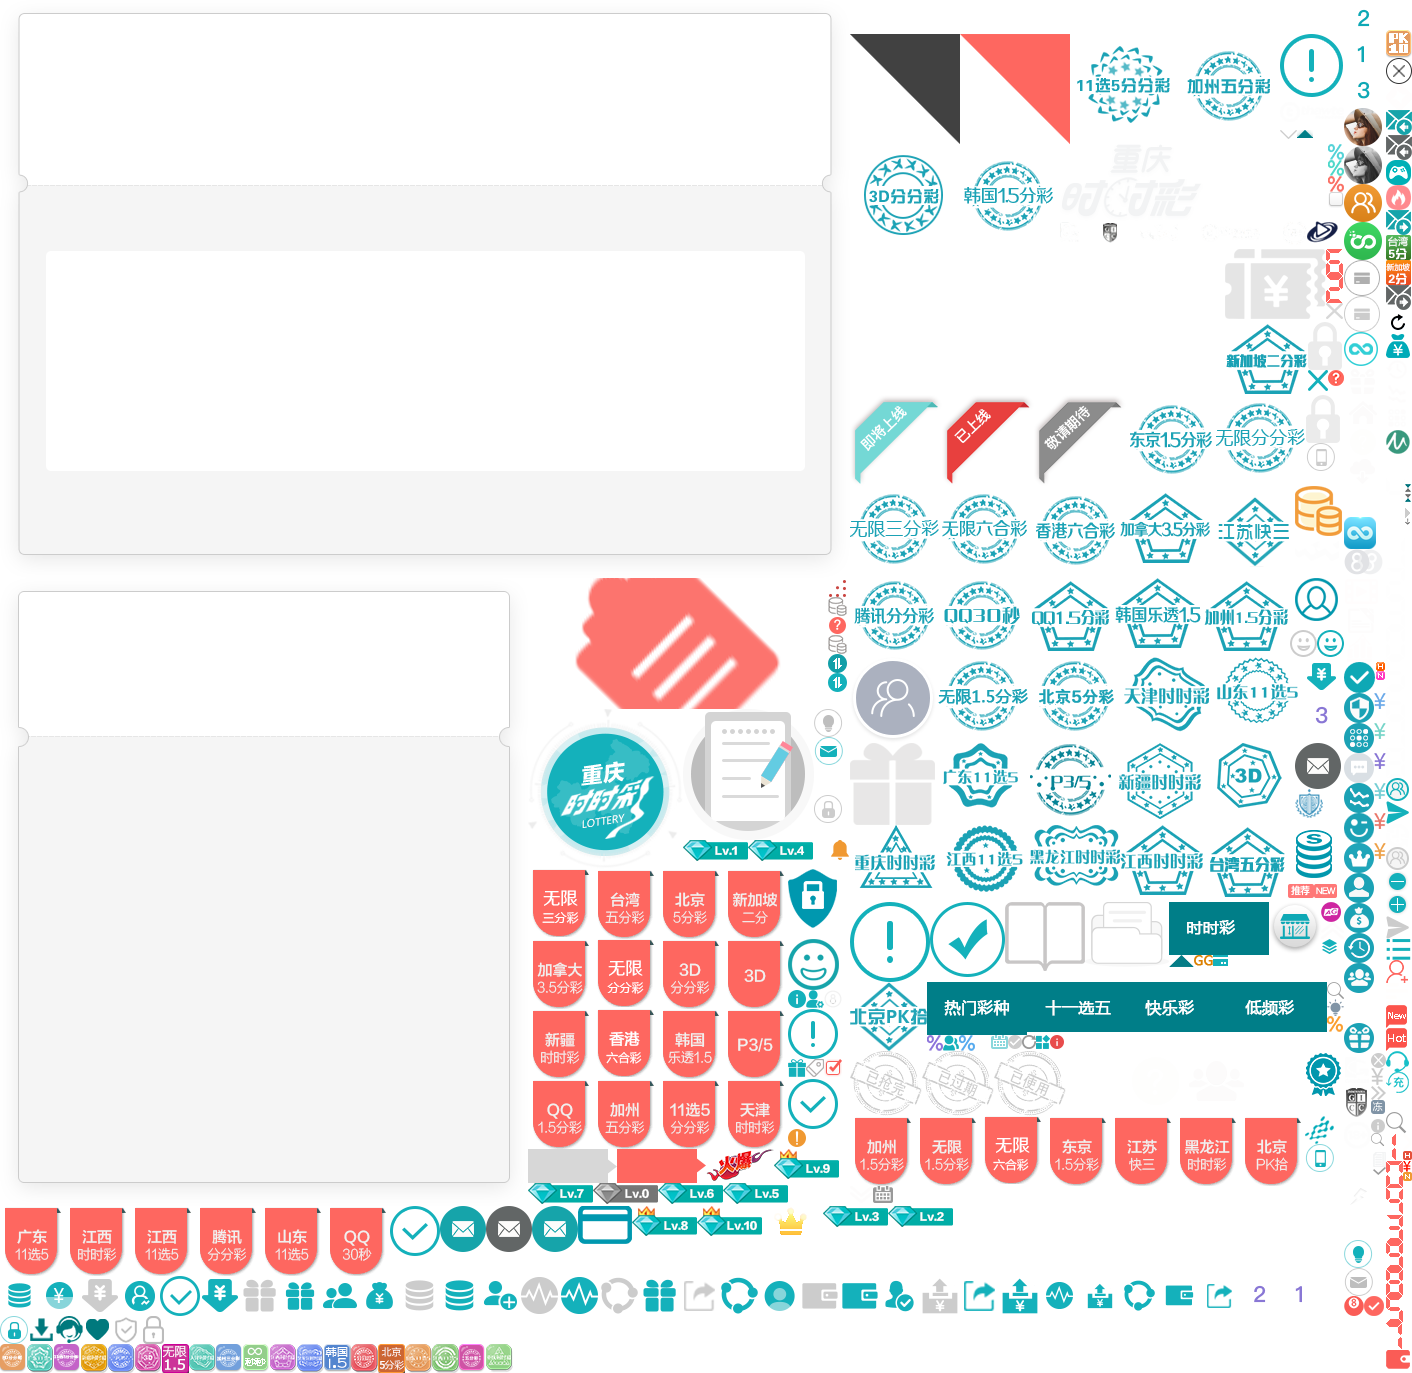 2
PK
10
1
3
11选5分分彩
加州五分彩
3D分分彩
韩国1.5分彩
重庆
时时彩
台湾
5分
新加坡
2分
新加坡二分彩
即将上线
已上线
敬请期待
东京1.5分彩
无限分分彩
无限三分彩
无限六合彩
香港六合彩
加拿大3.5分彩
江苏快三
腾讯分分彩
QQ30秒
QQ1.5分彩
韩国乐透1.5
加州1.5分彩
无限1.5分彩
北京5分彩
天津时时彩
山东11选5
3
重庆
时时彩
LOTTERY
广东11选5
P3/5
新疆时时彩
3D
Lv.1
Lv.4
重庆时时彩
江西11选5
黑龙江时时彩
江西时时彩
台湾五分彩
推荐
NEW
无限
三分彩
台湾
五分彩
北京
5分彩
新加坡
二分
时时彩
AG
GG
加拿大
3.5分彩
无限
分分彩
3D
分分彩
3D
北京PK拾
热门彩种
十一选五
快乐彩
低频彩
New
Hot
新疆
时时彩
香港
六合彩
韩国
乐透1.5
P3/5
已抢完
已过期
已使用
充
冻
QQ
1.5分彩
加州
五分彩
11选5
分分彩
天津
时时彩
加州
1.5分彩
无限
1.5分彩
无限
六合彩
东京
1.5分彩
江苏
快三
黑龙江
时时彩
北京
PK拾
火爆
Lv.9
Lv.7
Lv.0
Lv.6
Lv.5
广东
11选5
江西
时时彩
江西
11选5
腾讯
分分彩
山东
11选5
QQ
30秒
Lv.8
Lv.10
Lv.3
Lv.2
2
1
8
无限
1.5
韩国
1.5
北京
5分彩